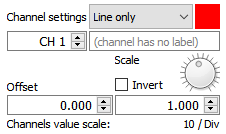 Channel settings Line only
CH 1 (channel has no label)
Scale
Invert
Offset
0.000 1.000
Channels value scale: 10 / Div